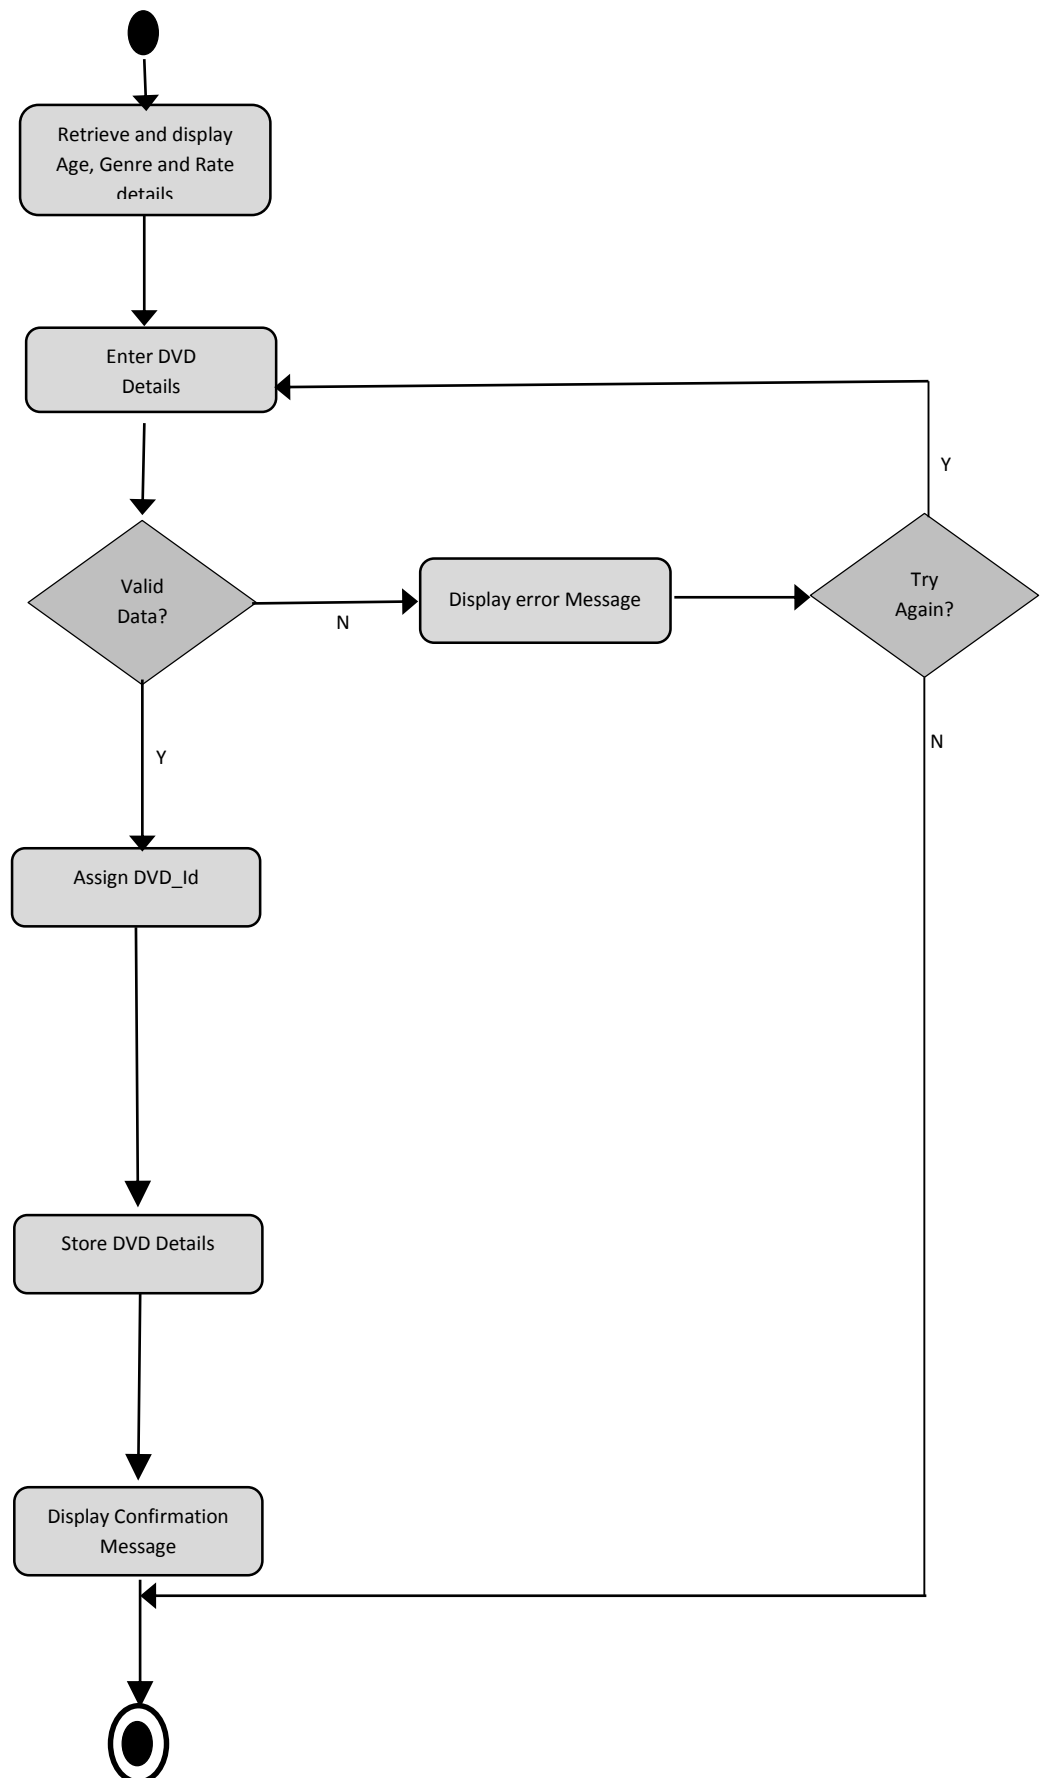 Retrieve and display
Age, Genre and Rate
details
Enter DVD
Details
Y
Valid
Data?
N
Display error Message
Try
Again?
N
Y
Assign DVD_Id
Store DVD Details
Display Confirmation
Message